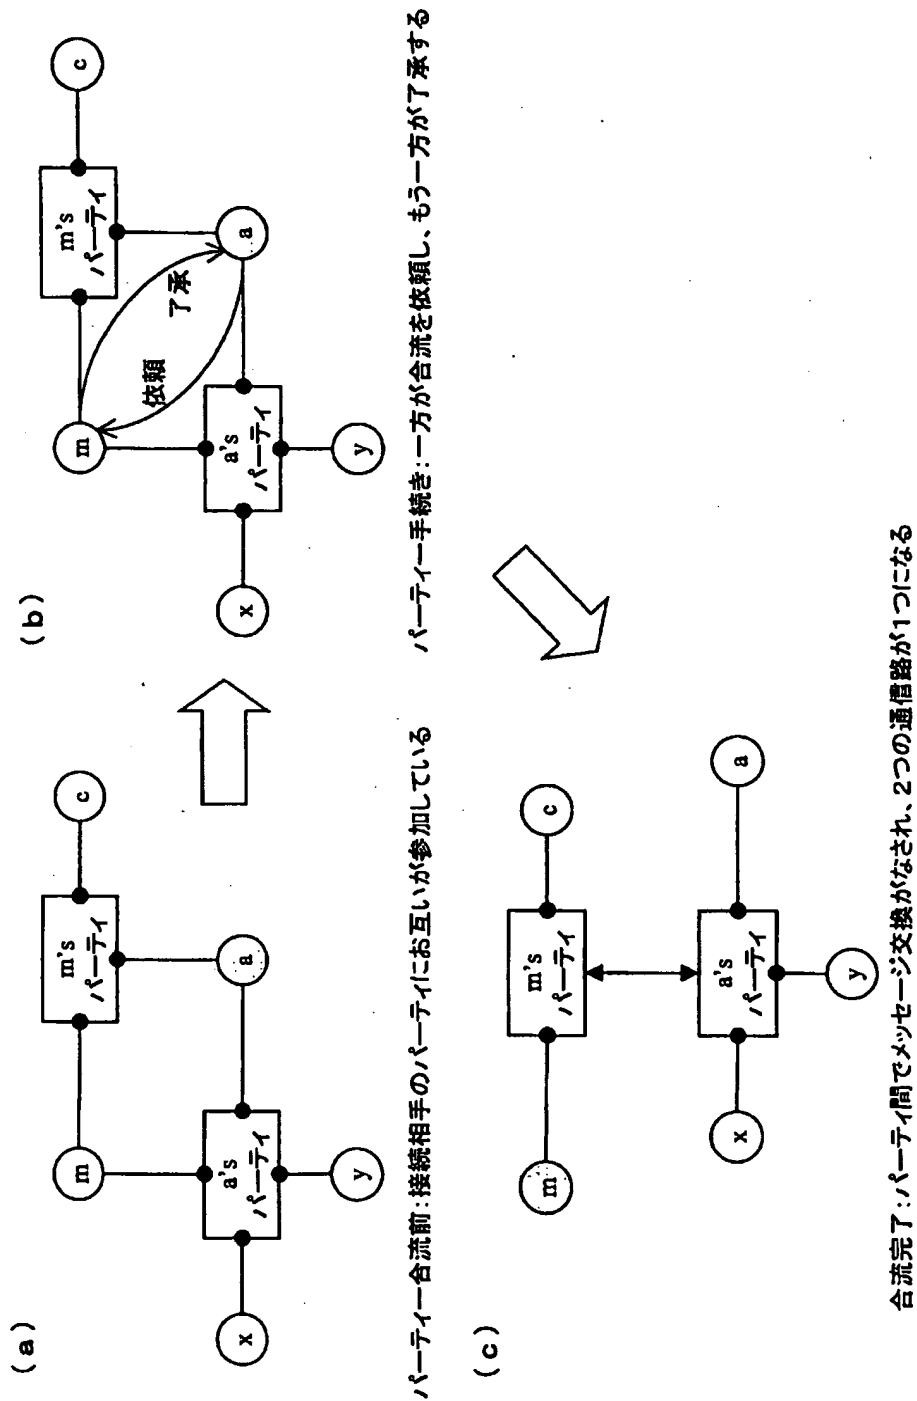 (a)
m's
パーティ
c
m
a
a's
パーティ
x
y
パーティー合流前:接続相手のパーティにお互いが参加している
(b)
m's
パーティ
c
m
依頼
了承
a
a's
パーティ
x
y
パーティー手続き:一方が合流を依頼し、もう一方が了承する
(c)
m's
パーティ
c
m
a's
パーティ
a
x
y
合流完了:パーティ間でメッセージ交換がなされ、2つの通信路が1つになる